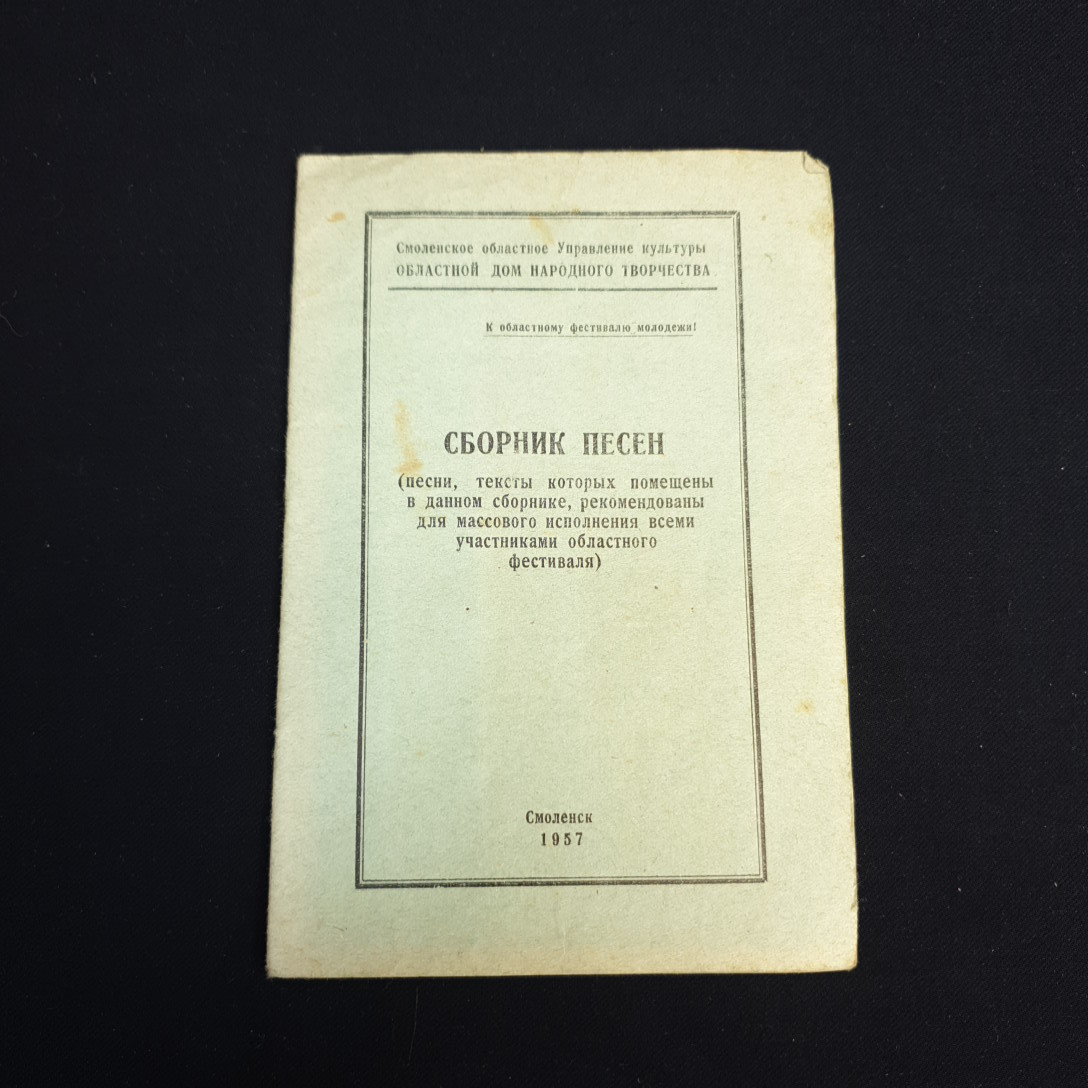 Смоленское областное Управление культуры
ОБЛАСТНОЙ ДОМ НАРОДНОГО ТВОРЧЕСТВА
К областному фестивалю молодежи!
СБОРНИК ПЕСЕН
(песни, тексты которых помещены
в данном сборнике, рекомендованы
для массового исполнения всеми
участниками областного
фестиваля)
Смоленск
1957